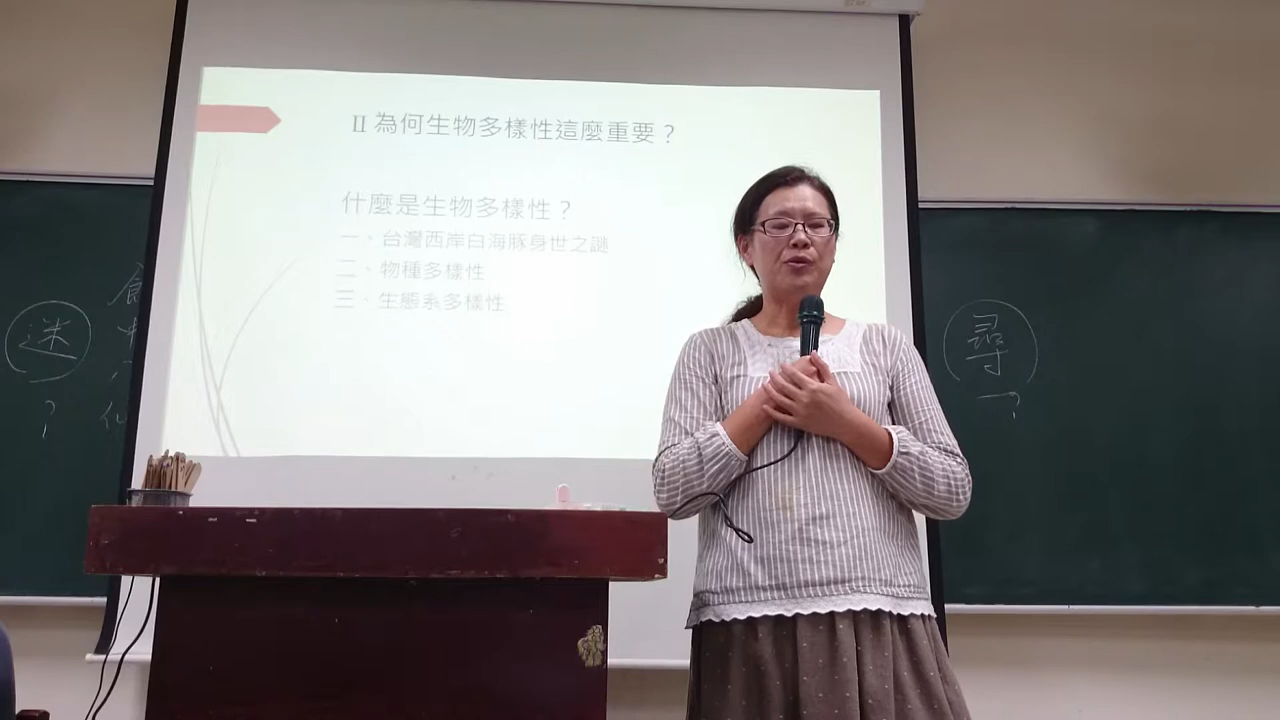 II 為何生物多樣性這麼重要？
什麼是生物多樣性？
一、台灣西岸白海豚身世之謎
二、物種多樣性
三、生態系多樣性
迷
？
尋
？